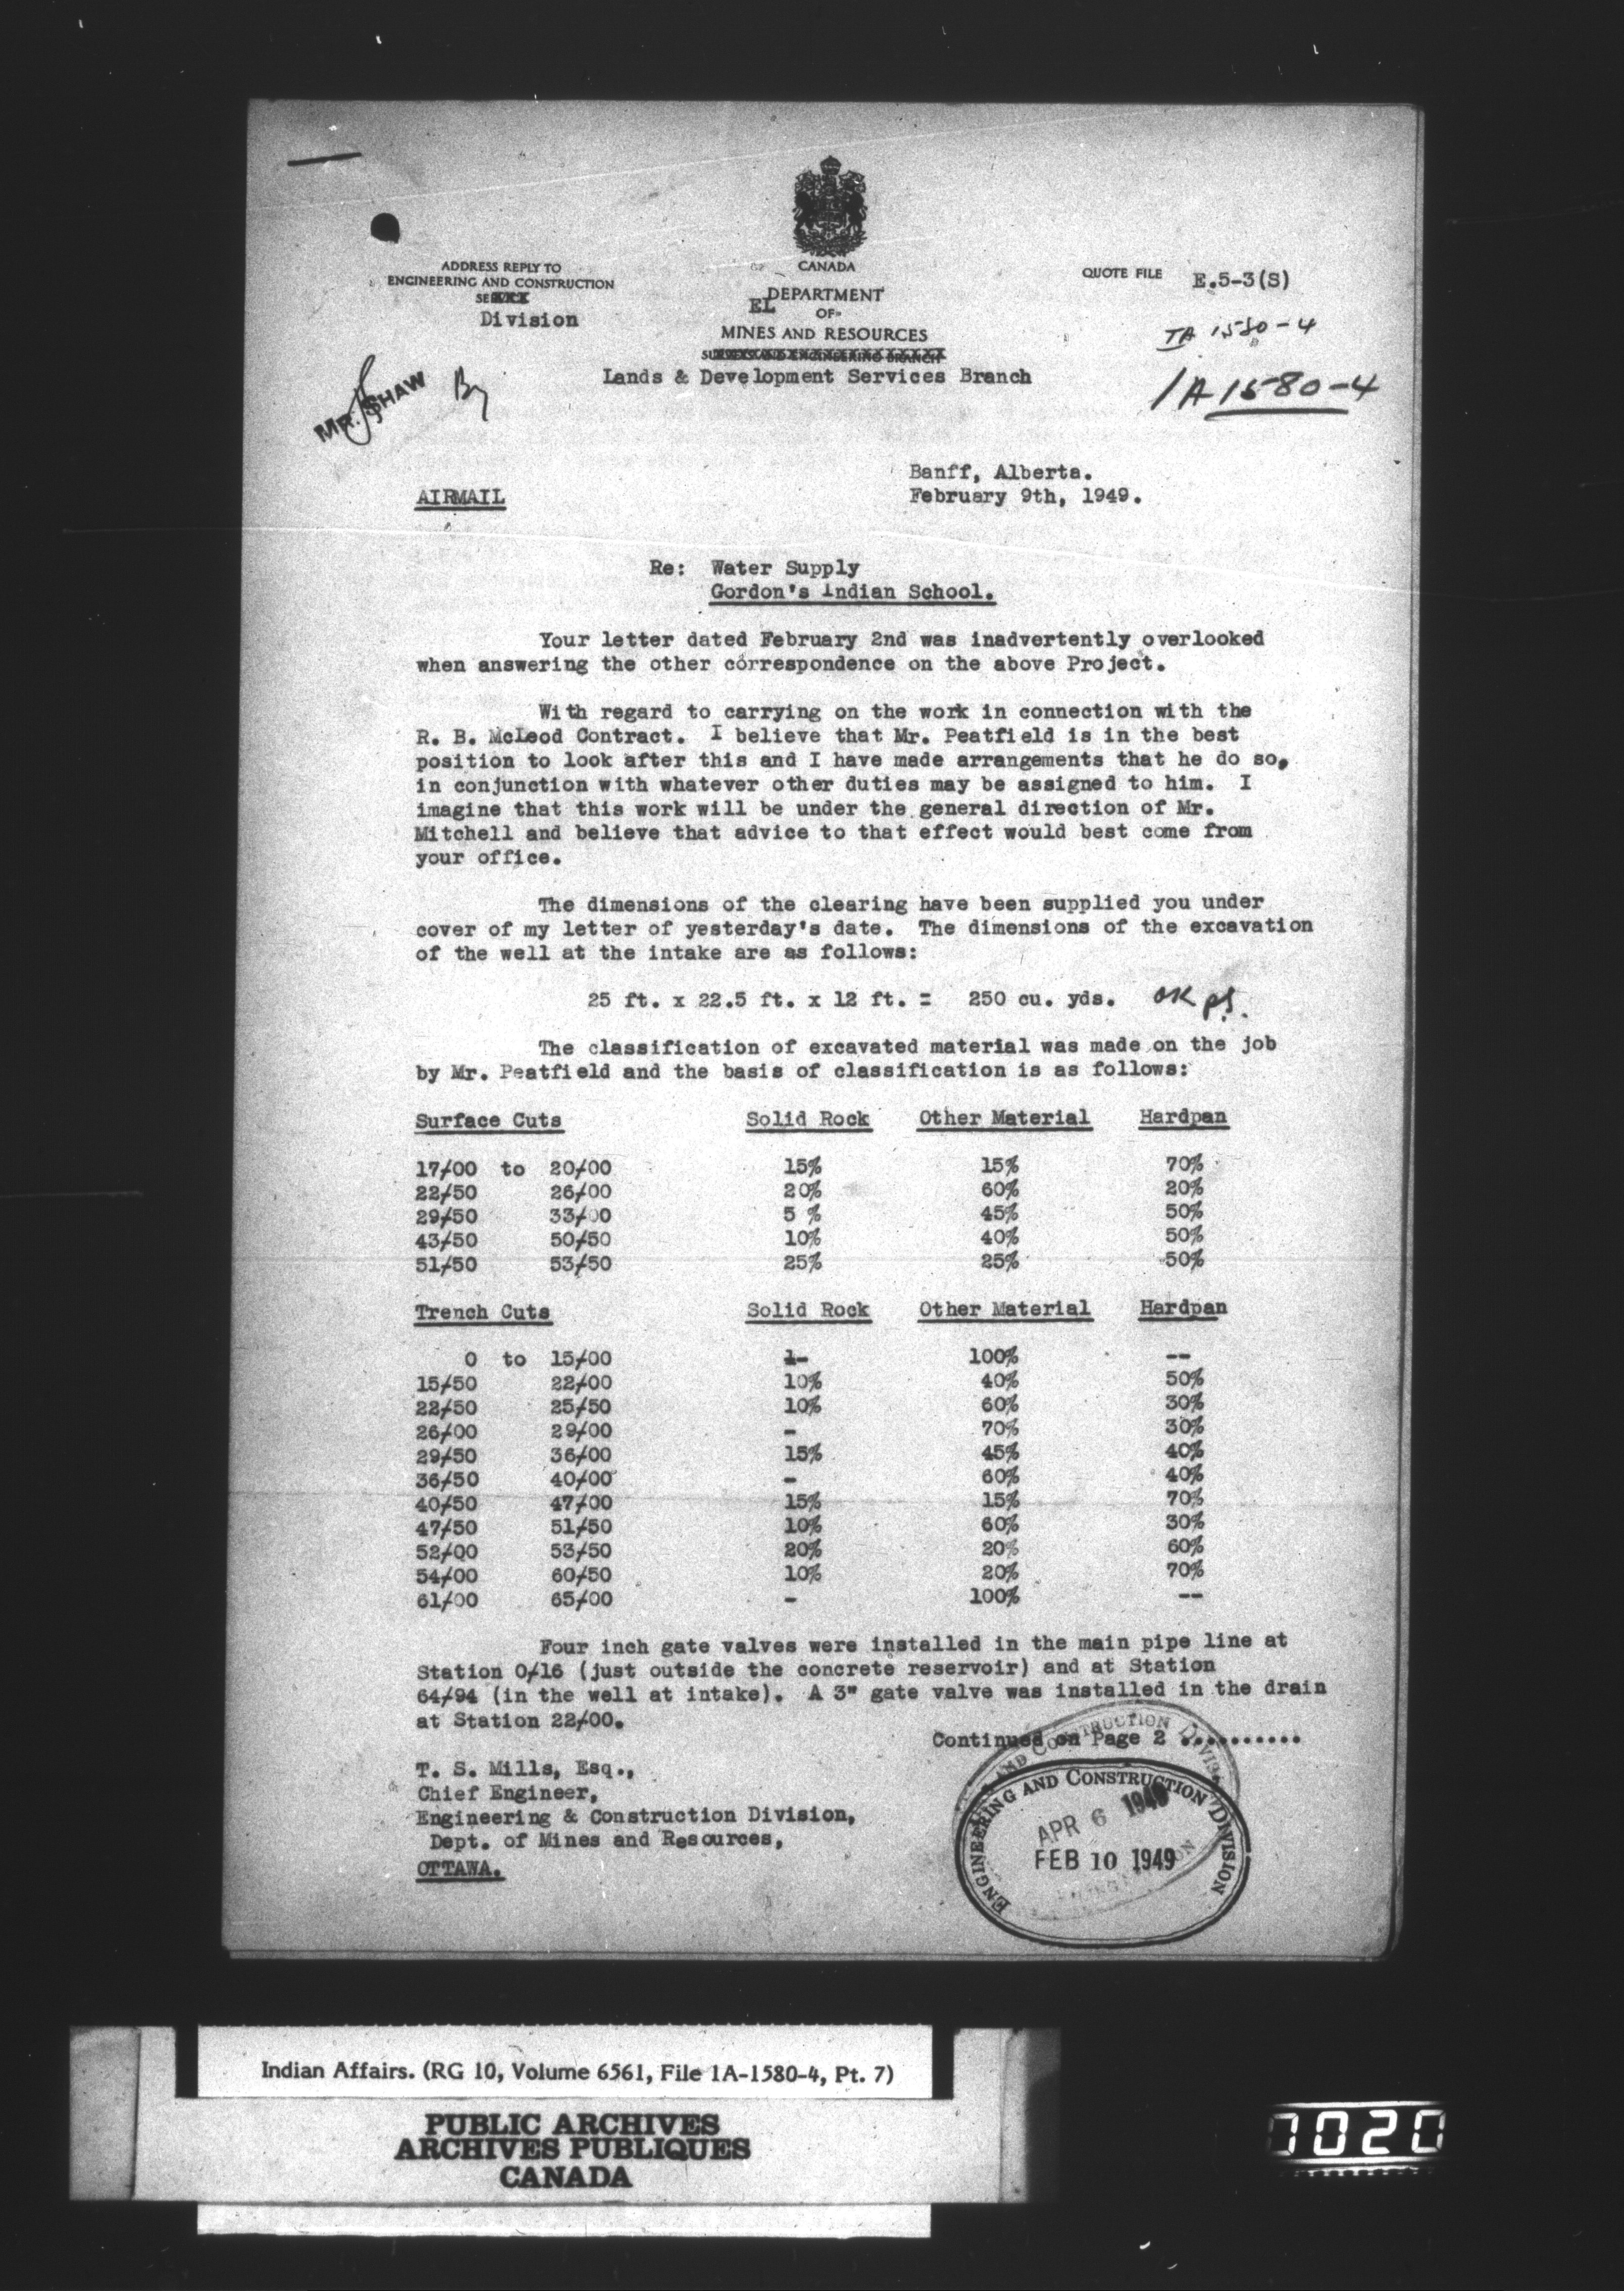 ADDRESS REPLY TO
ENGINEERING AND CONSTRUCTION
Division
CANADA
DEPARTMENT
EL
OF
MINES AND RESOURCES
SURVEYS AND ENGINEERING BRANCH
Lands & Development Services Branch
QUOTE FILE E.5-3(S)
1A 1580-4
1A 1580-4
MR. SHAW
Banff, Alberta.
AIRMAIL
February 9th, 1949.
Re: Water Supply
Gordon's Indian School.
Your letter dated February 2nd was inadvertently overlooked
when answering the other correspondence on the above Project.
With regard to carrying on the work in connection with the
R. B. McLeod Contract. I believe that Mr. Peatfield is in the best
position to look after this and I have made arrangements that he do so,
in conjunction with whatever other duties may be assigned to him. I
imagine that this work will be under the general direction of Mr.
Mitchell and believe that advice to that effect would best come from
your office.
The dimensions of the clearing have been supplied you under
cover of my letter of yesterday's date. The dimensions of the excavation
of the well at the intake are as follows:
25 ft. x 22.5 ft. x 12 ft. = 250 cu. yds. OK
The classification of excavated material was made on the job
by Mr. Peatfield and the basis of classification is as follows:
Surface Cuts Solid Rock Other Material Hardpan
17/00 to 20/00 15% 15% 70%
22/50 26/00 20% 60% 20%
29/50 33/00 5 % 45% 50%
43/50 50/50 10% 40% 50%
51/50 53/50 25% 25% 50%
Trench Cuts Solid Rock Other Material Hardpan
0 to 15/00 -- 100% --
15/50 22/00 10% 40% 50%
22/50 25/50 10% 60% 30%
26/00 29/00 - 70% 30%
29/50 36/00 15% 45% 40%
36/50 40/00 - 60% 40%
40/50 47/00 15% 15% 70%
47/50 51/50 10% 60% 30%
52/00 53/50 20% 20% 60%
54/00 60/50 10% 20% 70%
61/00 65/00 - 100% --
Four inch gate valves were installed in the main pipe line at
Station 0/16 (just outside the concrete reservoir) and at Station
64/94 (in the well at intake). A 3" gate valve was installed in the drain
at Station 22/00.
Continued on Page 2 ..........
T. S. Mills, Esq.,
Chief Engineer,
Engineering & Construction Division,
Dept. of Mines and Resources,
OTTAWA.
ENGINEERING AND CONSTRUCTION DIVISION
APR 6 1949
FEB 10 1949
Indian Affairs. (RG 10, Volume 6561, File 1A-1580-4, Pt. 7)
PUBLIC ARCHIVES
ARCHIVES PUBLIQUES
CANADA
0020